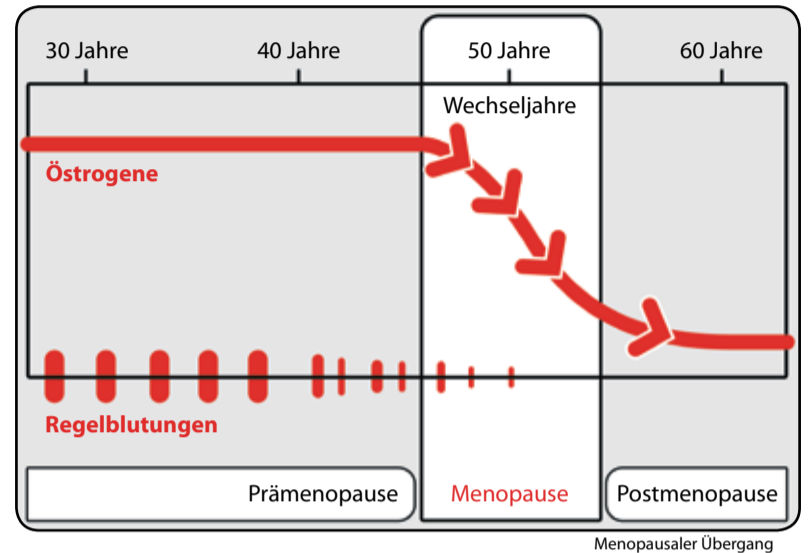 30 Jahre 40 Jahre 50 Jahre 60 Jahre
Wechseljahre
Östrogene
Regelblutungen
Prämenopause Menopause Postmenopause
Menopausaler Übergang